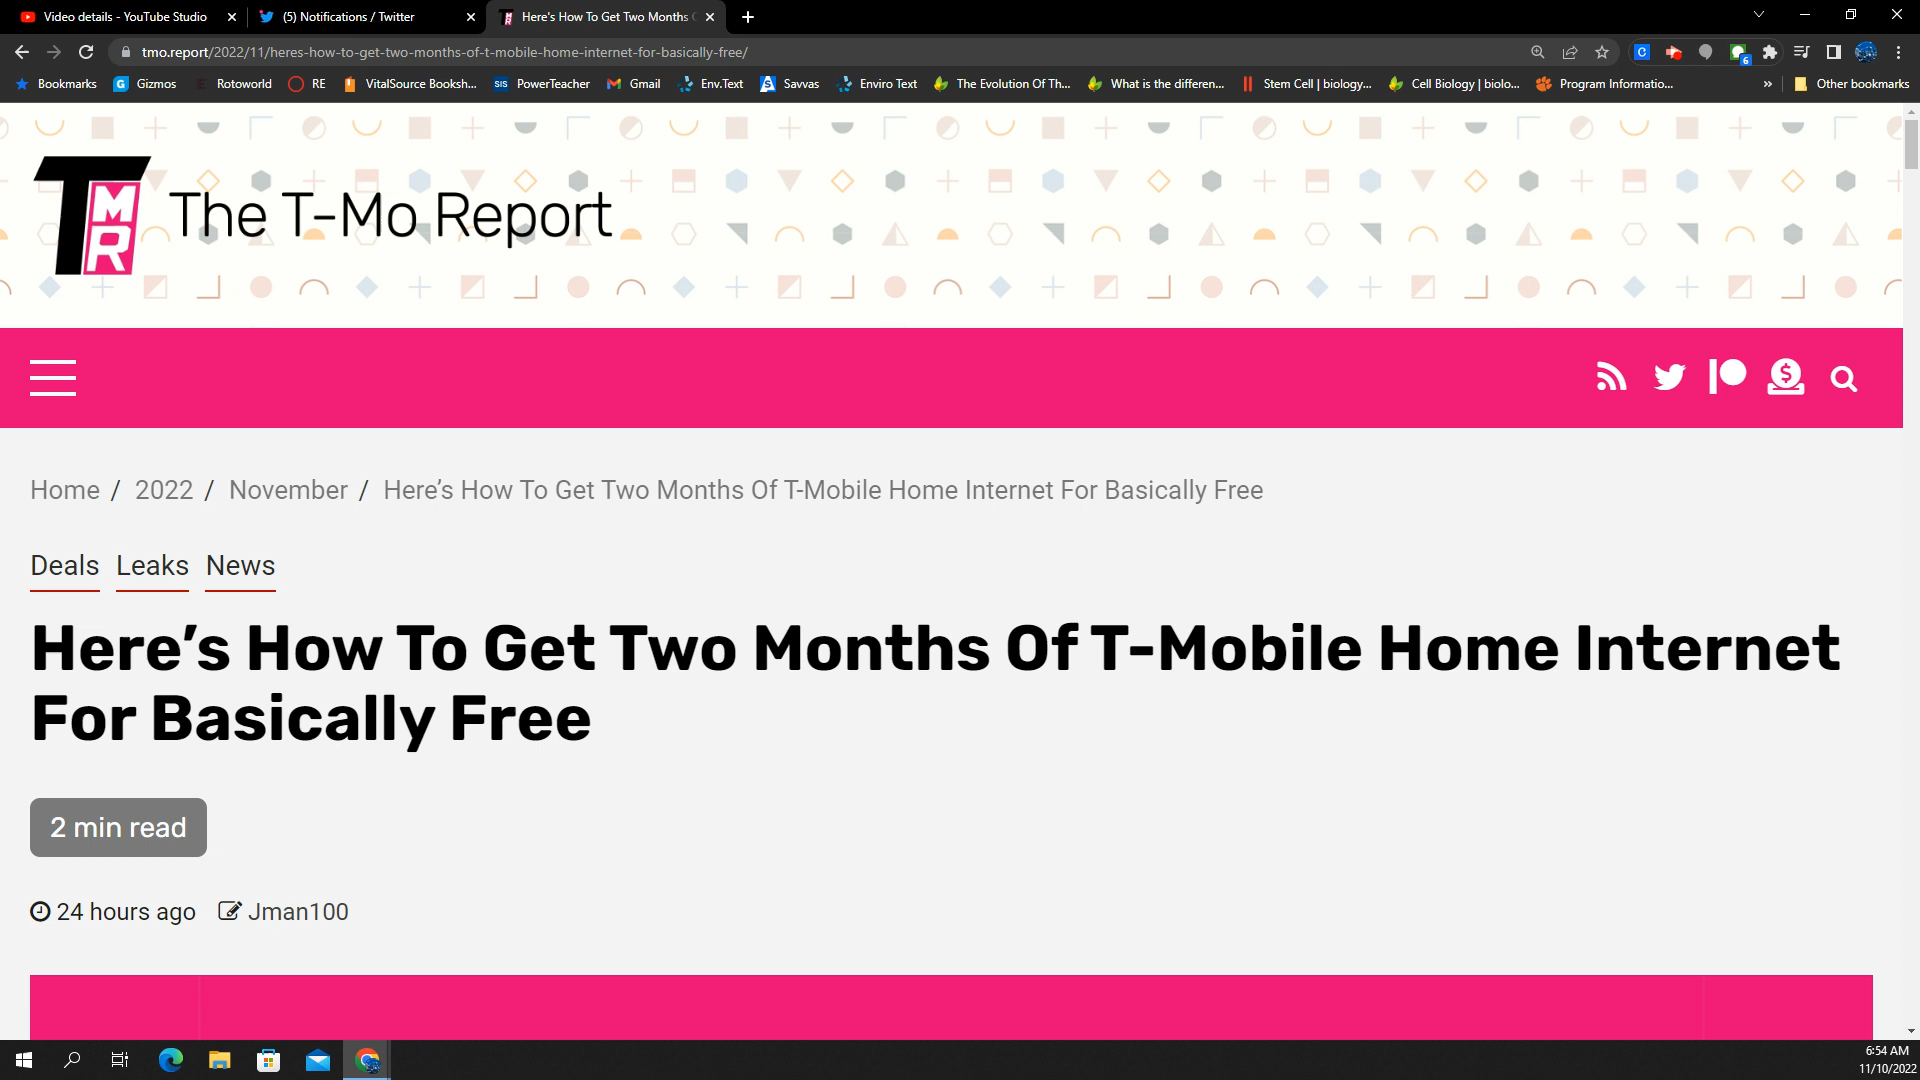 Video details - YouTube Studio
(5) Notifications / Twitter
Here's How To Get Two Months
tmo.report/2022/11/heres-how-to-get-two-months-of-t-mobile-home-internet-for-basically-free/
6
Bookmarks
Gizmos
Rotoworld
RE
VitalSource Booksh...
SIS PowerTeacher
Gmail
Env.Text
Savvas
Enviro Text
The Evolution Of Th...
What is the differen...
Stem Cell | biology...
Cell Biology | biolo...
Program Informatio...
»
Other bookmarks
TMR
The T-Mo Report
Home / 2022 / November / Here’s How To Get Two Months Of T-Mobile Home Internet For Basically Free
Deals Leaks News
Here’s How To Get Two Months Of T-Mobile Home Internet
For Basically Free
2 min read
24 hours ago Jman100
6:54 AM
11/10/2022